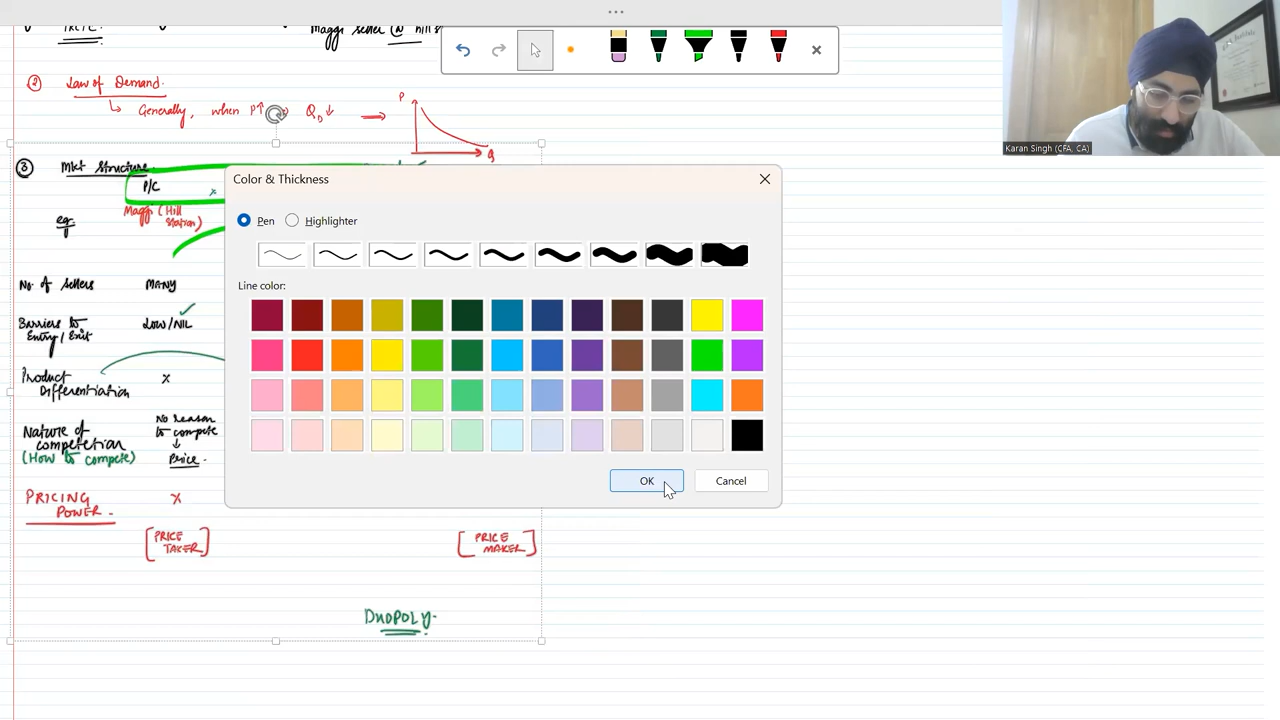 Maggi seller @ hill s
② Law of Demand.
↳ Generally, when P↑ Q_D ↓ →
P
Q
③ Mkt Structure
P/C x
Maggi (Hill
Station)
eg.
No. of Sellers MANY
Barriers to
Entry / Exit Low/NIL
Product
Differentiation x
Nature of
competetion
(How to compete)
No Reason
to compete
↓
Price.
PRICING
POWER. x
[PRICE
TAKER]
[PRICE
MAKER]
DUOPOLY.
Color & Thickness
Pen Highlighter
Line color:
OK Cancel
Karan Singh (CFA, CA)